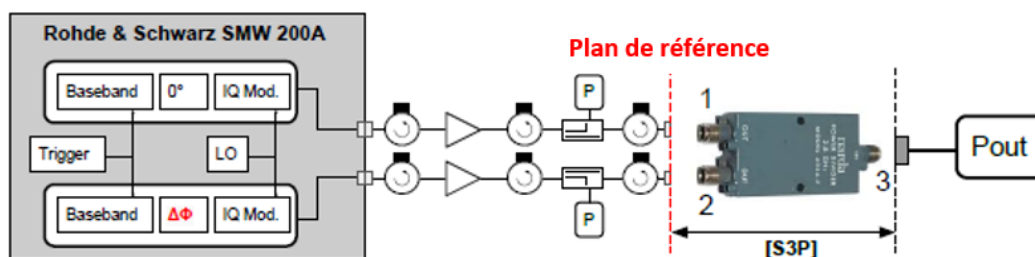 Rohde & Schwarz SMW 200A
Baseband
0°
IQ Mod.
Trigger
LO
Baseband
ΔΦ
IQ Mod.
P
P
Plan de référence
1
2
3
narda
[S3P]
Pout